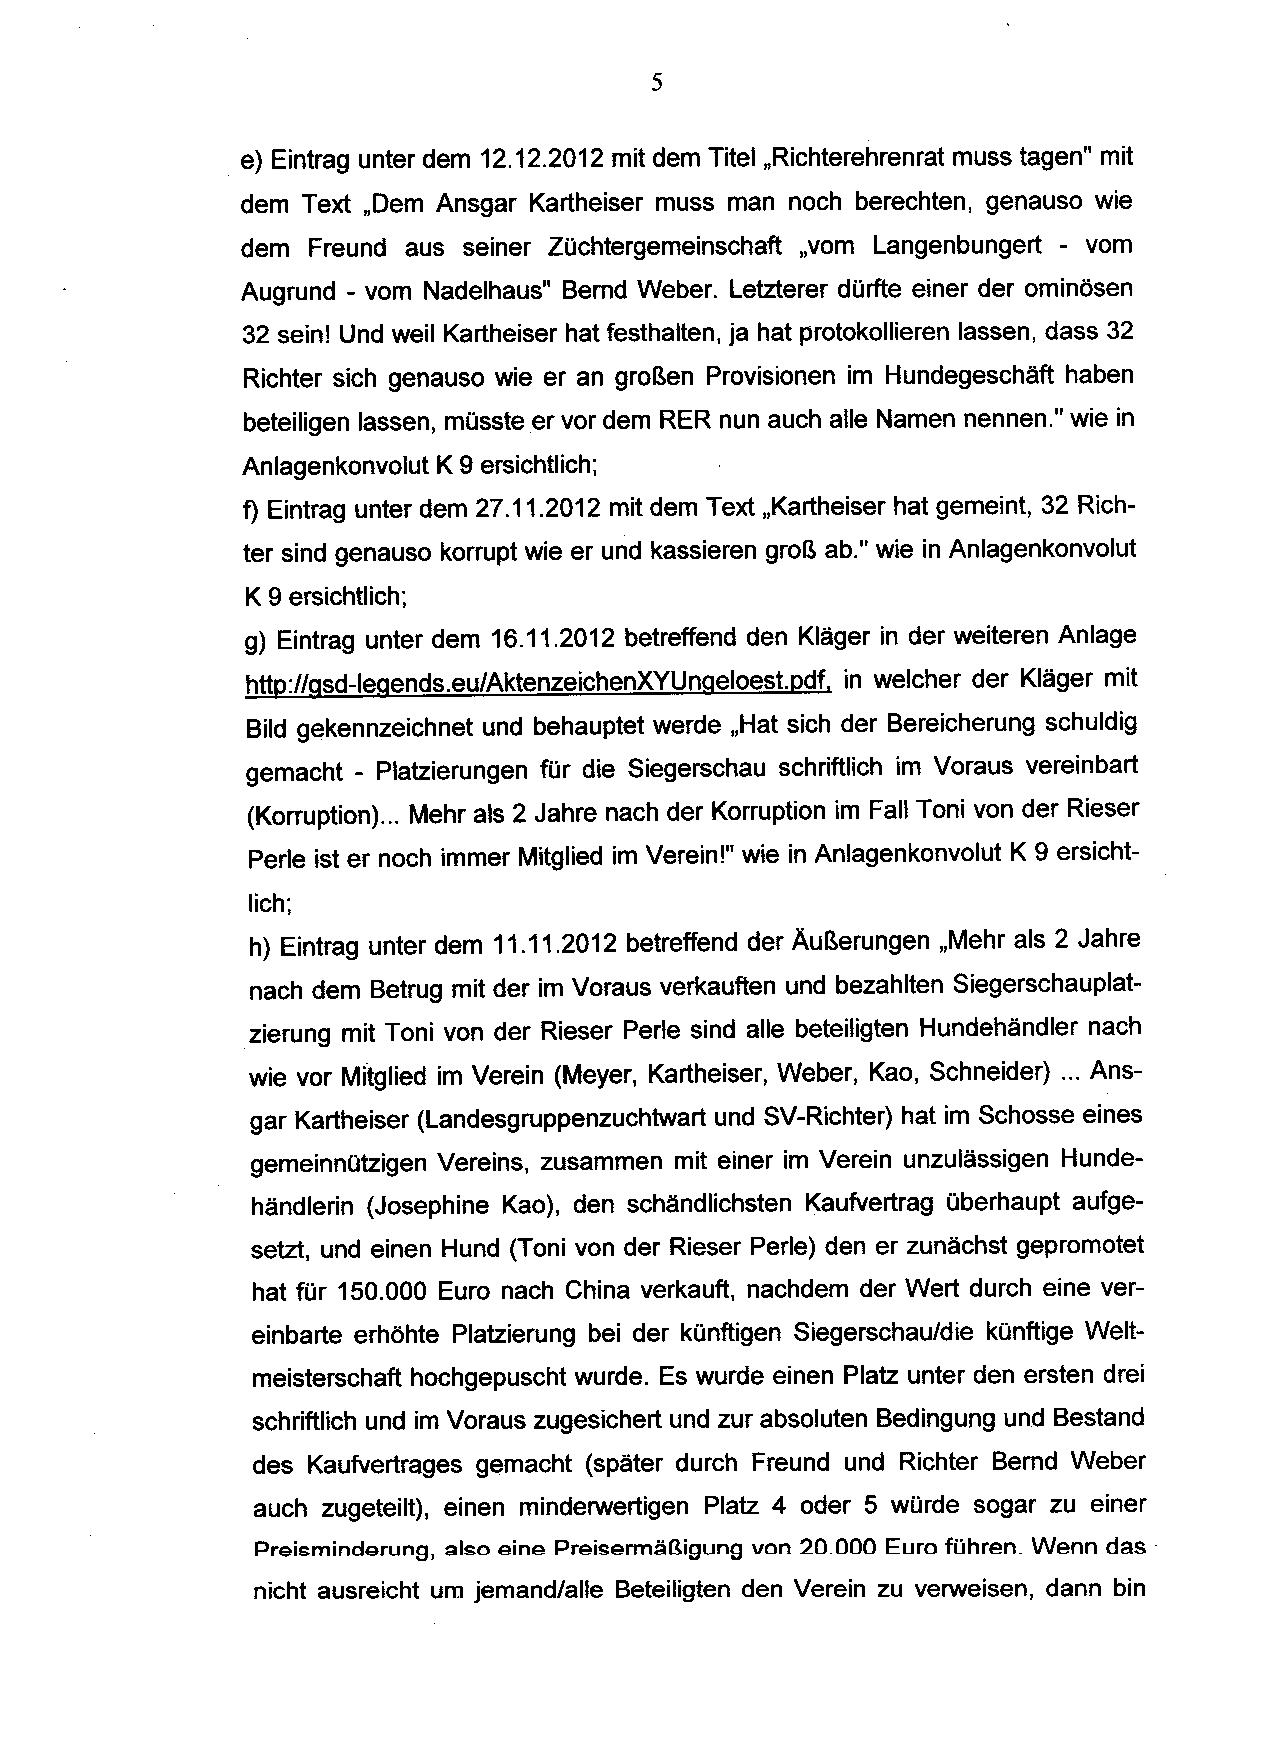 5
e) Eintrag unter dem 12.12.2012 mit dem Titel „Richterehrenrat muss tagen" mit
dem Text „Dem Ansgar Kartheiser muss man noch berechten, genauso wie
dem Freund aus seiner Züchtergemeinschaft „vom Langenbungert - vom
Augrund - vom Nadelhaus" Bernd Weber. Letzterer dürfte einer der ominösen
32 sein! Und weil Kartheiser hat festhalten, ja hat protokollieren lassen, dass 32
Richter sich genauso wie er an großen Provisionen im Hundegeschäft haben
beteiligen lassen, müsste er vor dem RER nun auch alle Namen nennen." wie in
Anlagenkonvolut K 9 ersichtlich;
f) Eintrag unter dem 27.11.2012 mit dem Text „Kartheiser hat gemeint, 32 Rich-
ter sind genauso korrupt wie er und kassieren groß ab." wie in Anlagenkonvolut
K 9 ersichtlich;
g) Eintrag unter dem 16.11.2012 betreffend den Kläger in der weiteren Anlage
http://gsd-legends.eu/AktenzeichenXYUngeloest.pdf, in welcher der Kläger mit
Bild gekennzeichnet und behauptet werde „Hat sich der Bereicherung schuldig
gemacht - Platzierungen für die Siegerschau schriftlich im Voraus vereinbart
(Korruption)... Mehr als 2 Jahre nach der Korruption im Fall Toni von der Rieser
Perle ist er noch immer Mitglied im Verein!" wie in Anlagenkonvolut K 9 ersicht-
lich;
h) Eintrag unter dem 11.11.2012 betreffend der Äußerungen „Mehr als 2 Jahre
nach dem Betrug mit der im Voraus verkauften und bezahlten Siegerschauplat-
zierung mit Toni von der Rieser Perle sind alle beteiligten Hundehändler nach
wie vor Mitglied im Verein (Meyer, Kartheiser, Weber, Kao, Schneider) ... Ans-
gar Kartheiser (Landesgruppenzuchtwart und SV-Richter) hat im Schosse eines
gemeinnützigen Vereins, zusammen mit einer im Verein unzulässigen Hunde-
händlerin (Josephine Kao), den schändlichsten Kaufvertrag überhaupt aufge-
setzt, und einen Hund (Toni von der Rieser Perle) den er zunächst gepromotet
hat für 150.000 Euro nach China verkauft, nachdem der Wert durch eine ver-
einbarte erhöhte Platzierung bei der künftigen Siegerschau/die künftige Welt-
meisterschaft hochgepuscht wurde. Es wurde einen Platz unter den ersten drei
schriftlich und im Voraus zugesichert und zur absoluten Bedingung und Bestand
des Kaufvertrages gemacht (später durch Freund und Richter Bernd Weber
auch zugeteilt), einen minderwertigen Platz 4 oder 5 würde sogar zu einer
Preisminderung, also eine Preisermäßigung von 20.000 Euro führen. Wenn das
nicht ausreicht um jemand/alle Beteiligten den Verein zu verweisen, dann bin